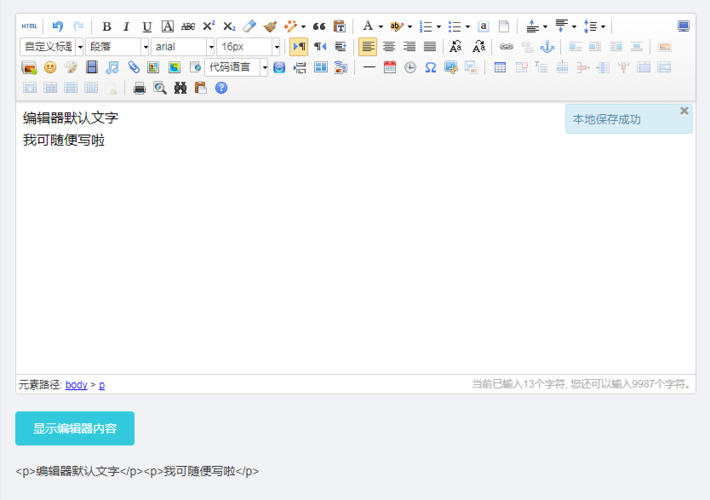 HTML
B I U A ABC X² X₂
A ab a
自定义标题 段落 arial 16px
代码语言
编辑器默认文字
我可随便写啦
本地保存成功
元素路径: body > p
当前已输入13个字符, 您还可以输入9987个字符。
显示编辑器内容
<p>编辑器默认文字</p><p>我可随便写啦</p>